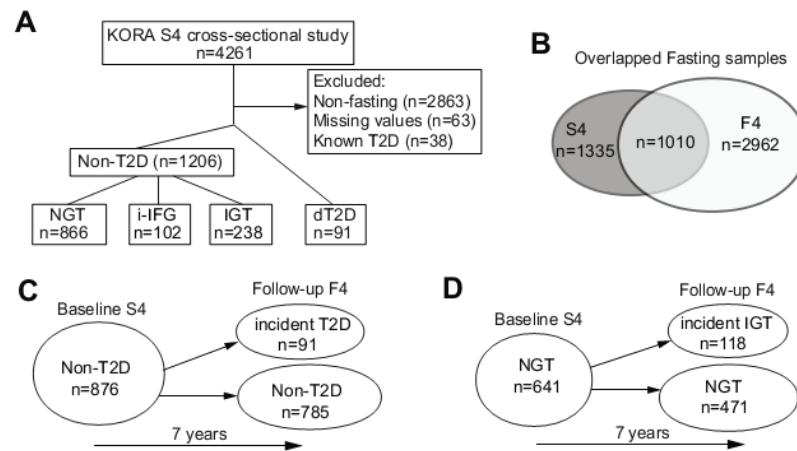 A
KORA S4 cross-sectional study
n=4261
Excluded:
Non-fasting (n=2863)
Missing values (n=63)
Known T2D (n=38)
Non-T2D (n=1206)
NGT
n=866
i-IFG
n=102
IGT
n=238
dT2D
n=91
B
Overlapped Fasting samples
S4
n=1335
n=1010
F4
n=2962
C
Baseline S4
Follow-up F4
Non-T2D
n=876
incident T2D
n=91
Non-T2D
n=785
7 years
D
Baseline S4
Follow-up F4
NGT
n=641
incident IGT
n=118
NGT
n=471
7 years